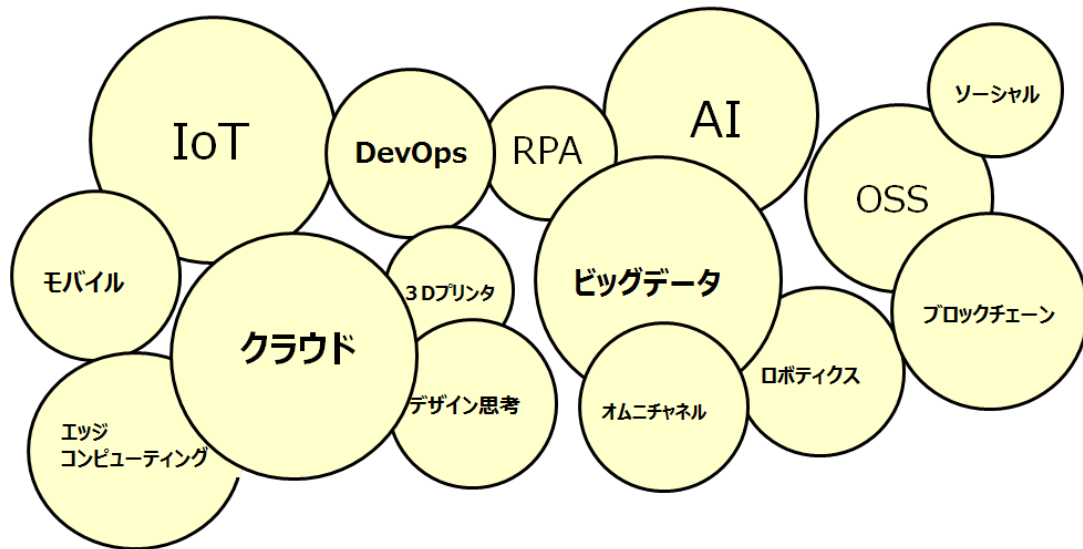 ソーシャル
IoT
DevOps
RPA
AI
OSS
モバイル
３Dプリンタ
ビッグデータ
ブロックチェーン
クラウド
デザイン思考
オムニチャネル
ロボティクス
エッジ
コンピューティング